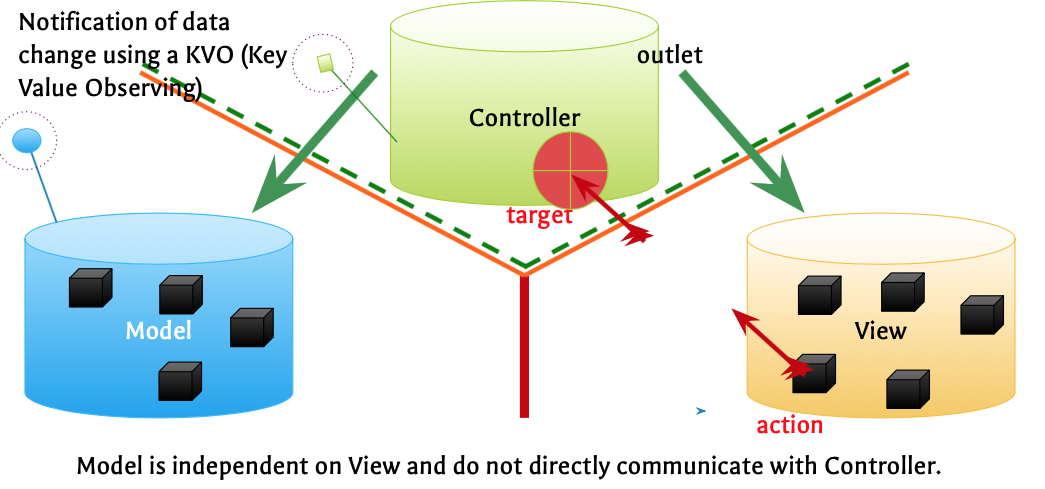 Notification of data
change using a KVO (Key
Value Observing)
outlet
Controller
target
Model
View
action
Model is independent on View and do not directly communicate with Controller.